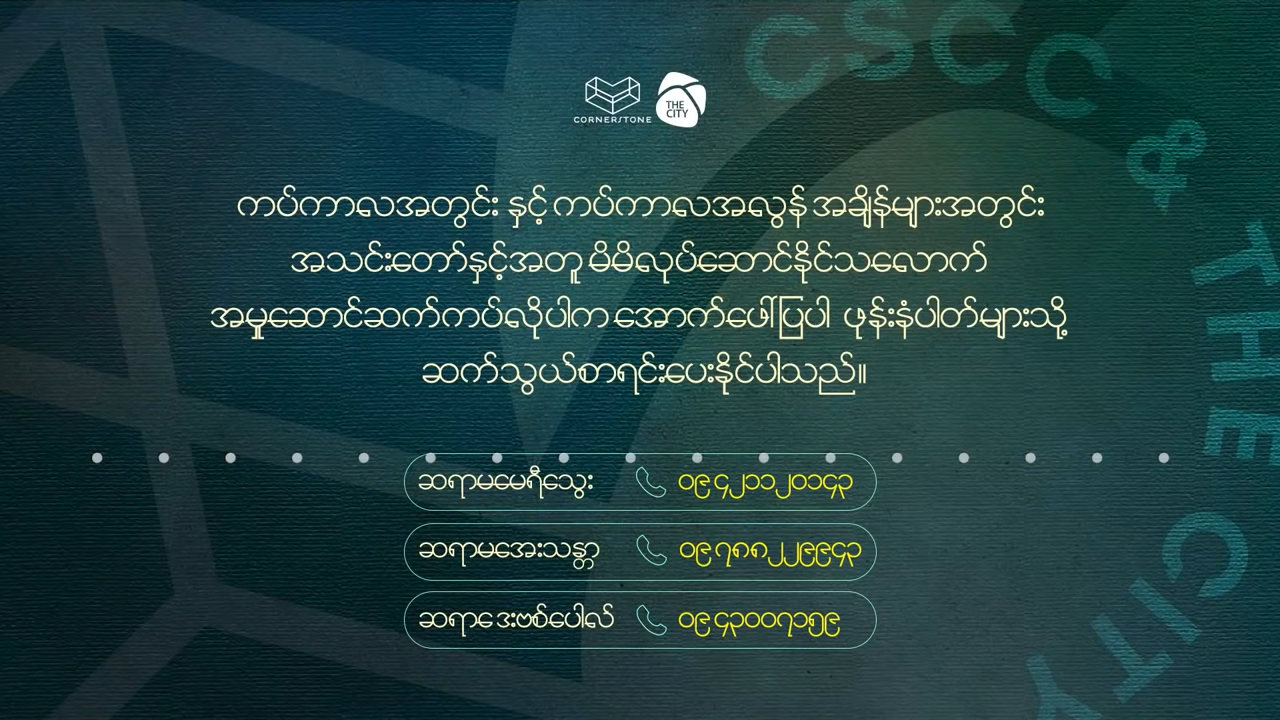 CSCC & THE CITY
CORNERSTONE
THE CITY
ကပ်ကာလအတွင်း နှင့် ကပ်ကာလအလွန် အချိန်များအတွင်း
အသင်းတော်နှင့်အတူ မိမိလုပ်ဆောင်နိုင်သလောက်
အမှုဆောင်ဆက်ကပ်လိုပါက အောက်ဖေါ်ပြပါ ဖုန်းနံပါတ်များသို့
ဆက်သွယ်စာရင်းပေးနိုင်ပါသည်။
ဆရာမမေရီသွေး ၀၉ ၄၂၁၁၂၀၁၄၃
ဆရာမအေးသန္တာ ၀၉ ၇၈၈၂၂၉၉၄၃
ဆရာဒေးဗစ်ပေါလ် ၀၉ ၄၃၀၀၇၁၅၉